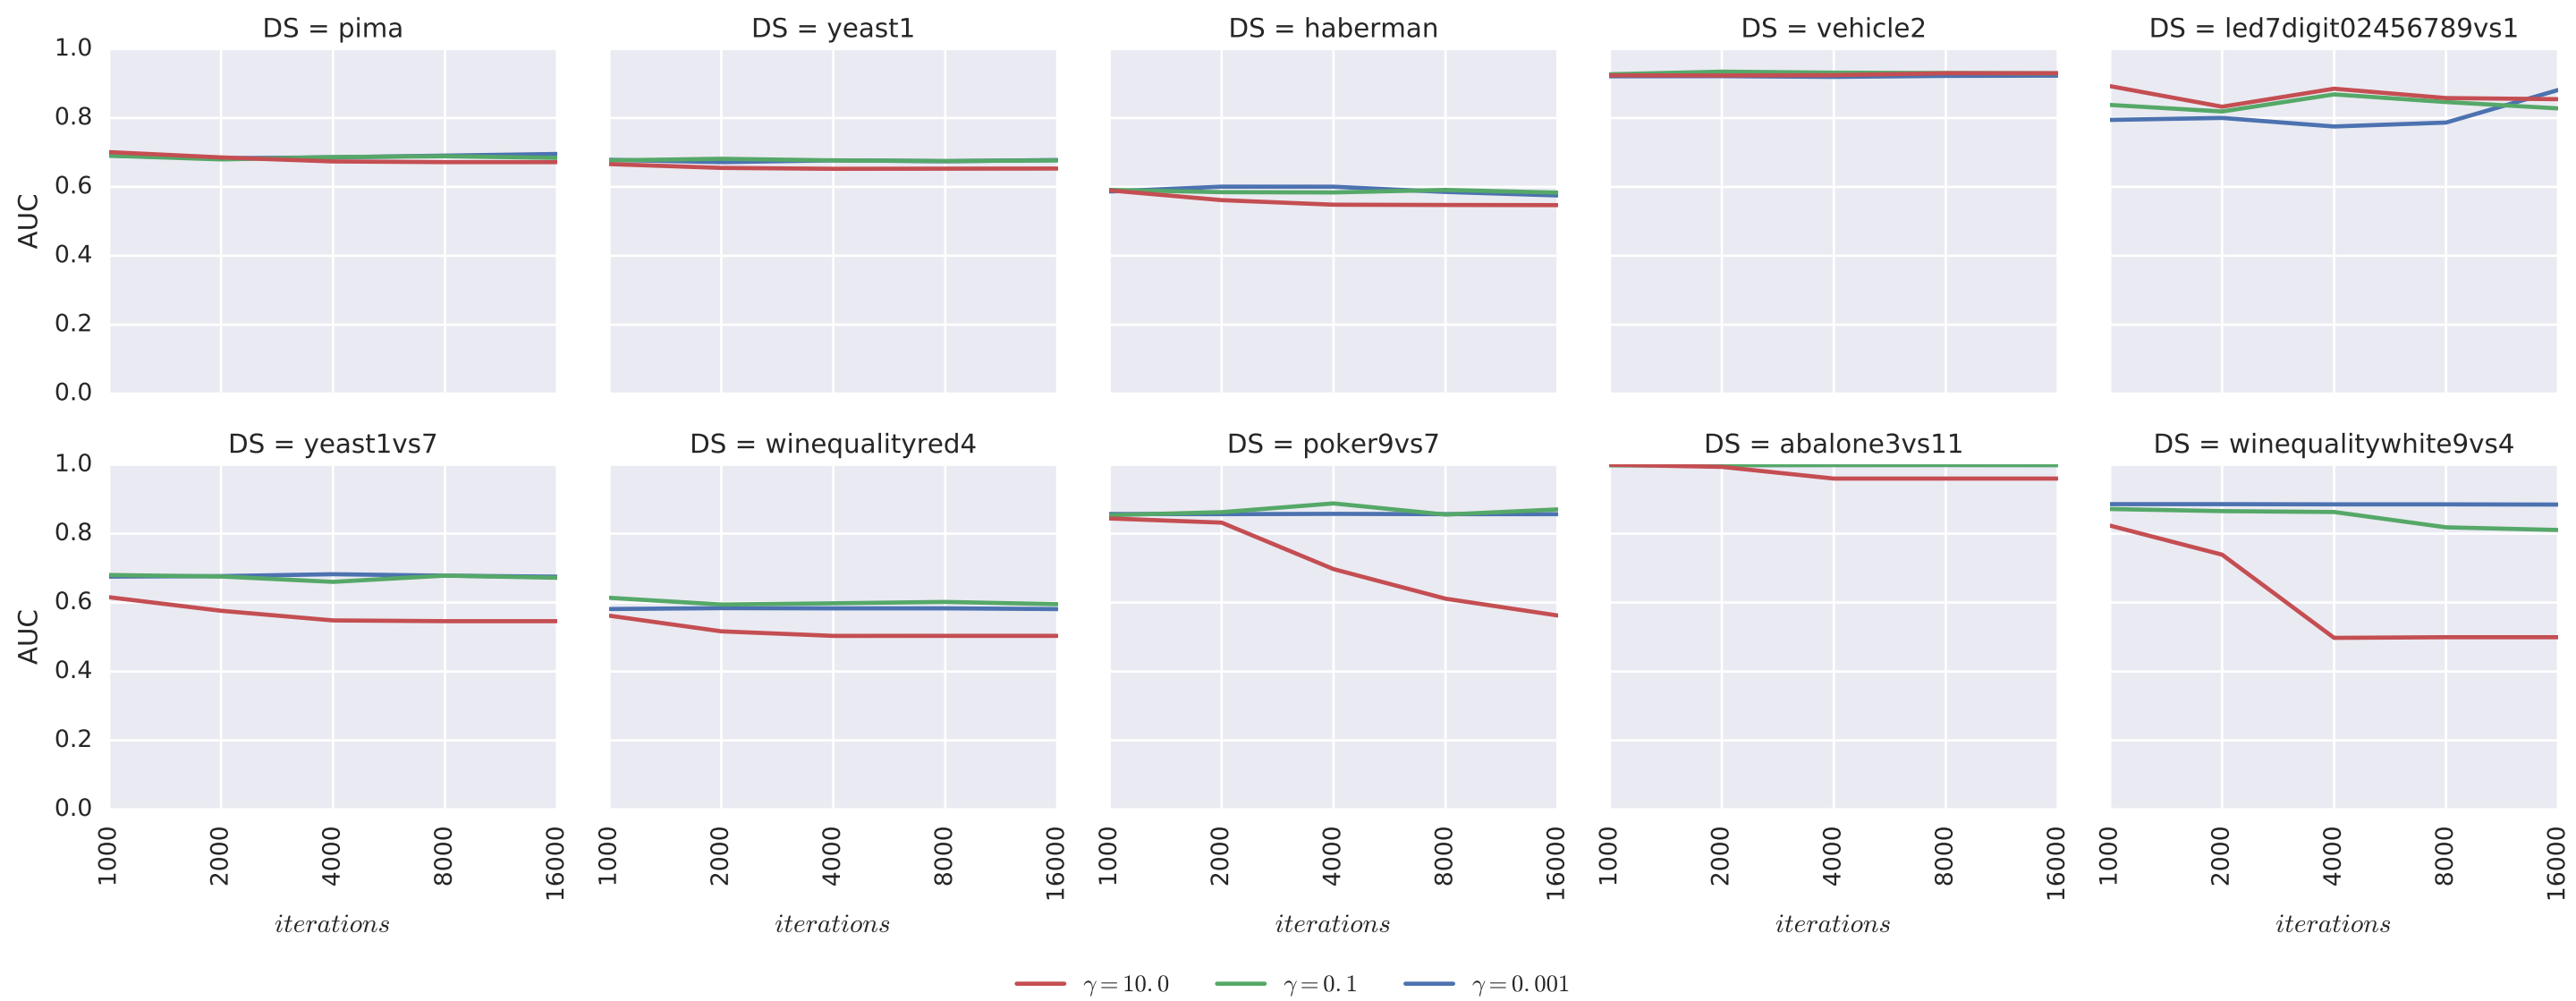 DS = pima
DS = yeast1
DS = haberman
DS = vehicle2
DS = led7digit02456789vs1
1.0
0.8
0.6
0.4
0.2
0.0
AUC
DS = yeast1vs7
DS = winequalityred4
DS = poker9vs7
DS = abalone3vs11
DS = winequalitywhite9vs4
1.0
0.8
0.6
0.4
0.2
0.0
AUC
1000 2000 4000 8000 16000
1000 2000 4000 8000 16000
1000 2000 4000 8000 16000
1000 2000 4000 8000 16000
1000 2000 4000 8000 16000
iterations
iterations
iterations
iterations
iterations
γ=10.0
γ=0.1
γ=0.001